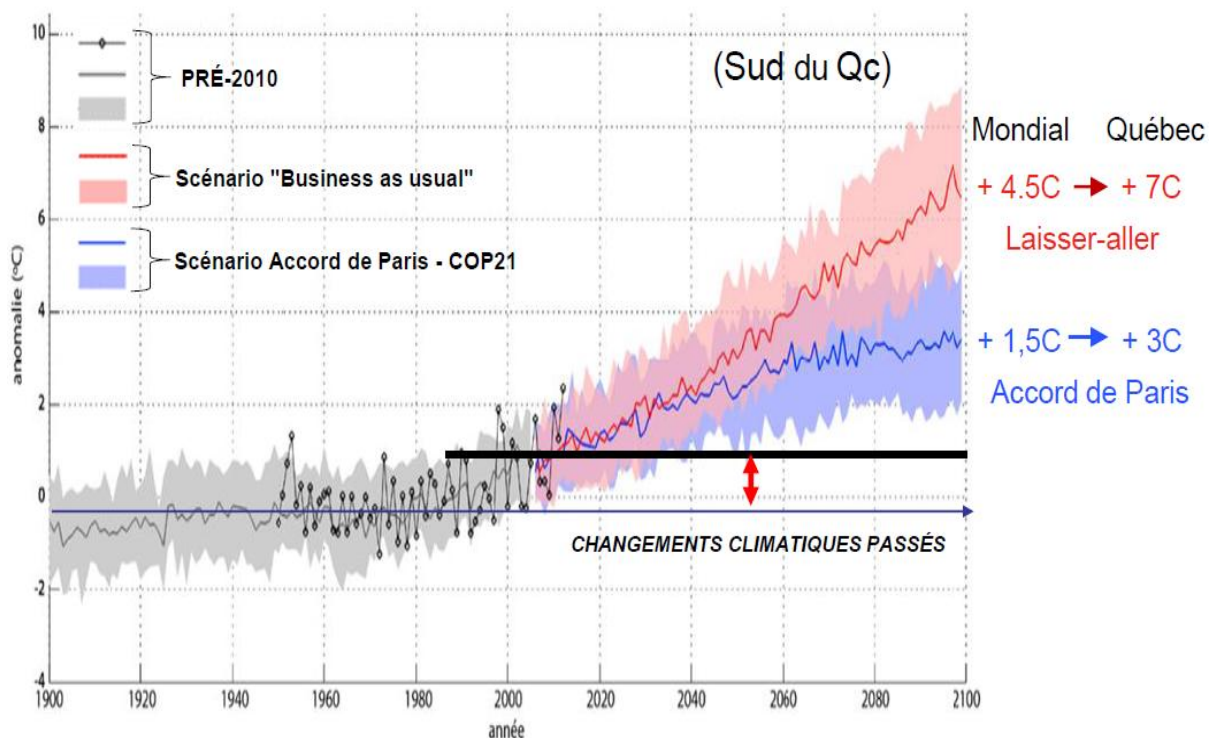 (Sud du Qc)
PRÉ-2010
Scénario "Business as usual"
Scénario Accord de Paris - COP21
10
8
6
4
2
0
-2
-4
anomalie (°C)
CHANGEMENTS CLIMATIQUES PASSÉS
1900 1920 1940 1960 1980 2000 2020 2040 2060 2080 2100
année
Mondial Québec
+ 4.5C + 7C
Laisser-aller
+ 1,5C + 3C
Accord de Paris